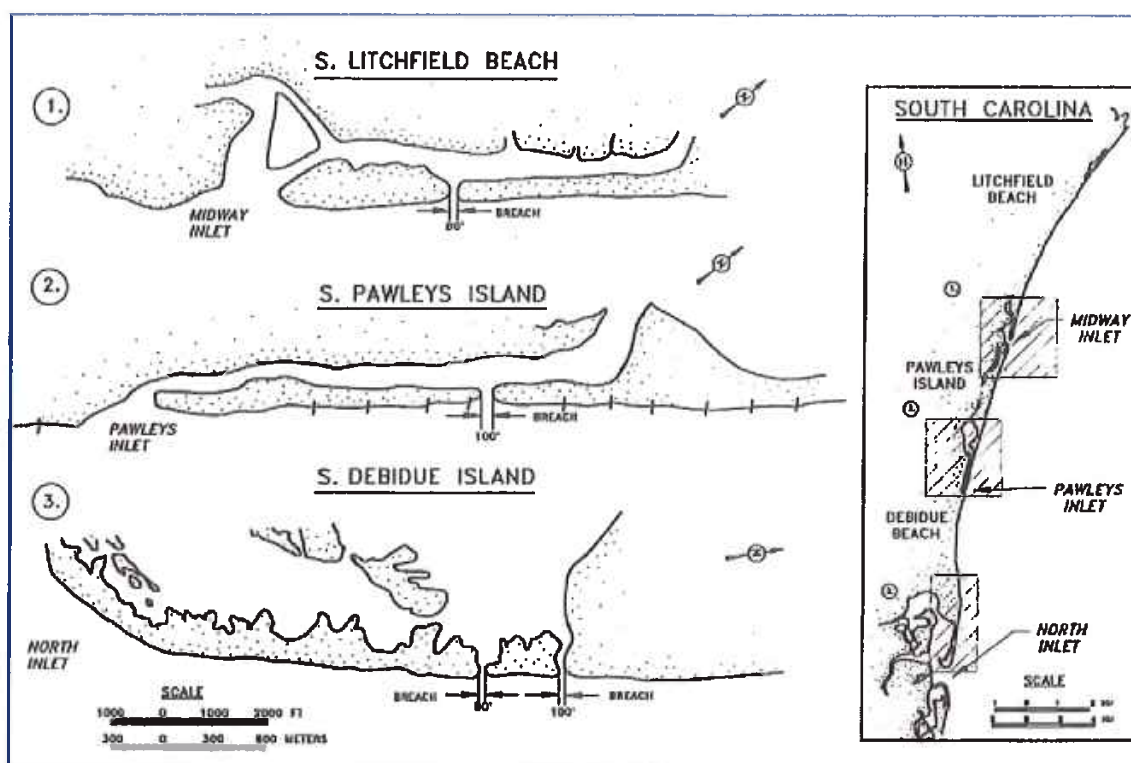 S. LITCHFIELD BEACH
1.
N
MIDWAY
INLET
BREACH
2.
N
S. PAWLEYS ISLAND
PAWLEYS
INLET
BREACH
100'
S. DEBIDUE ISLAND
3.
N
NORTH
INLET
BREACH
BREACH
100'
SCALE
1000 0 1000 2000 FT
300 0 300 600 METERS
SOUTH CAROLINA
N
LITCHFIELD
BEACH
MIDWAY
INLET
PAWLEYS
ISLAND
PAWLEYS
INLET
DEBIDUE
BEACH
NORTH
INLET
SCALE